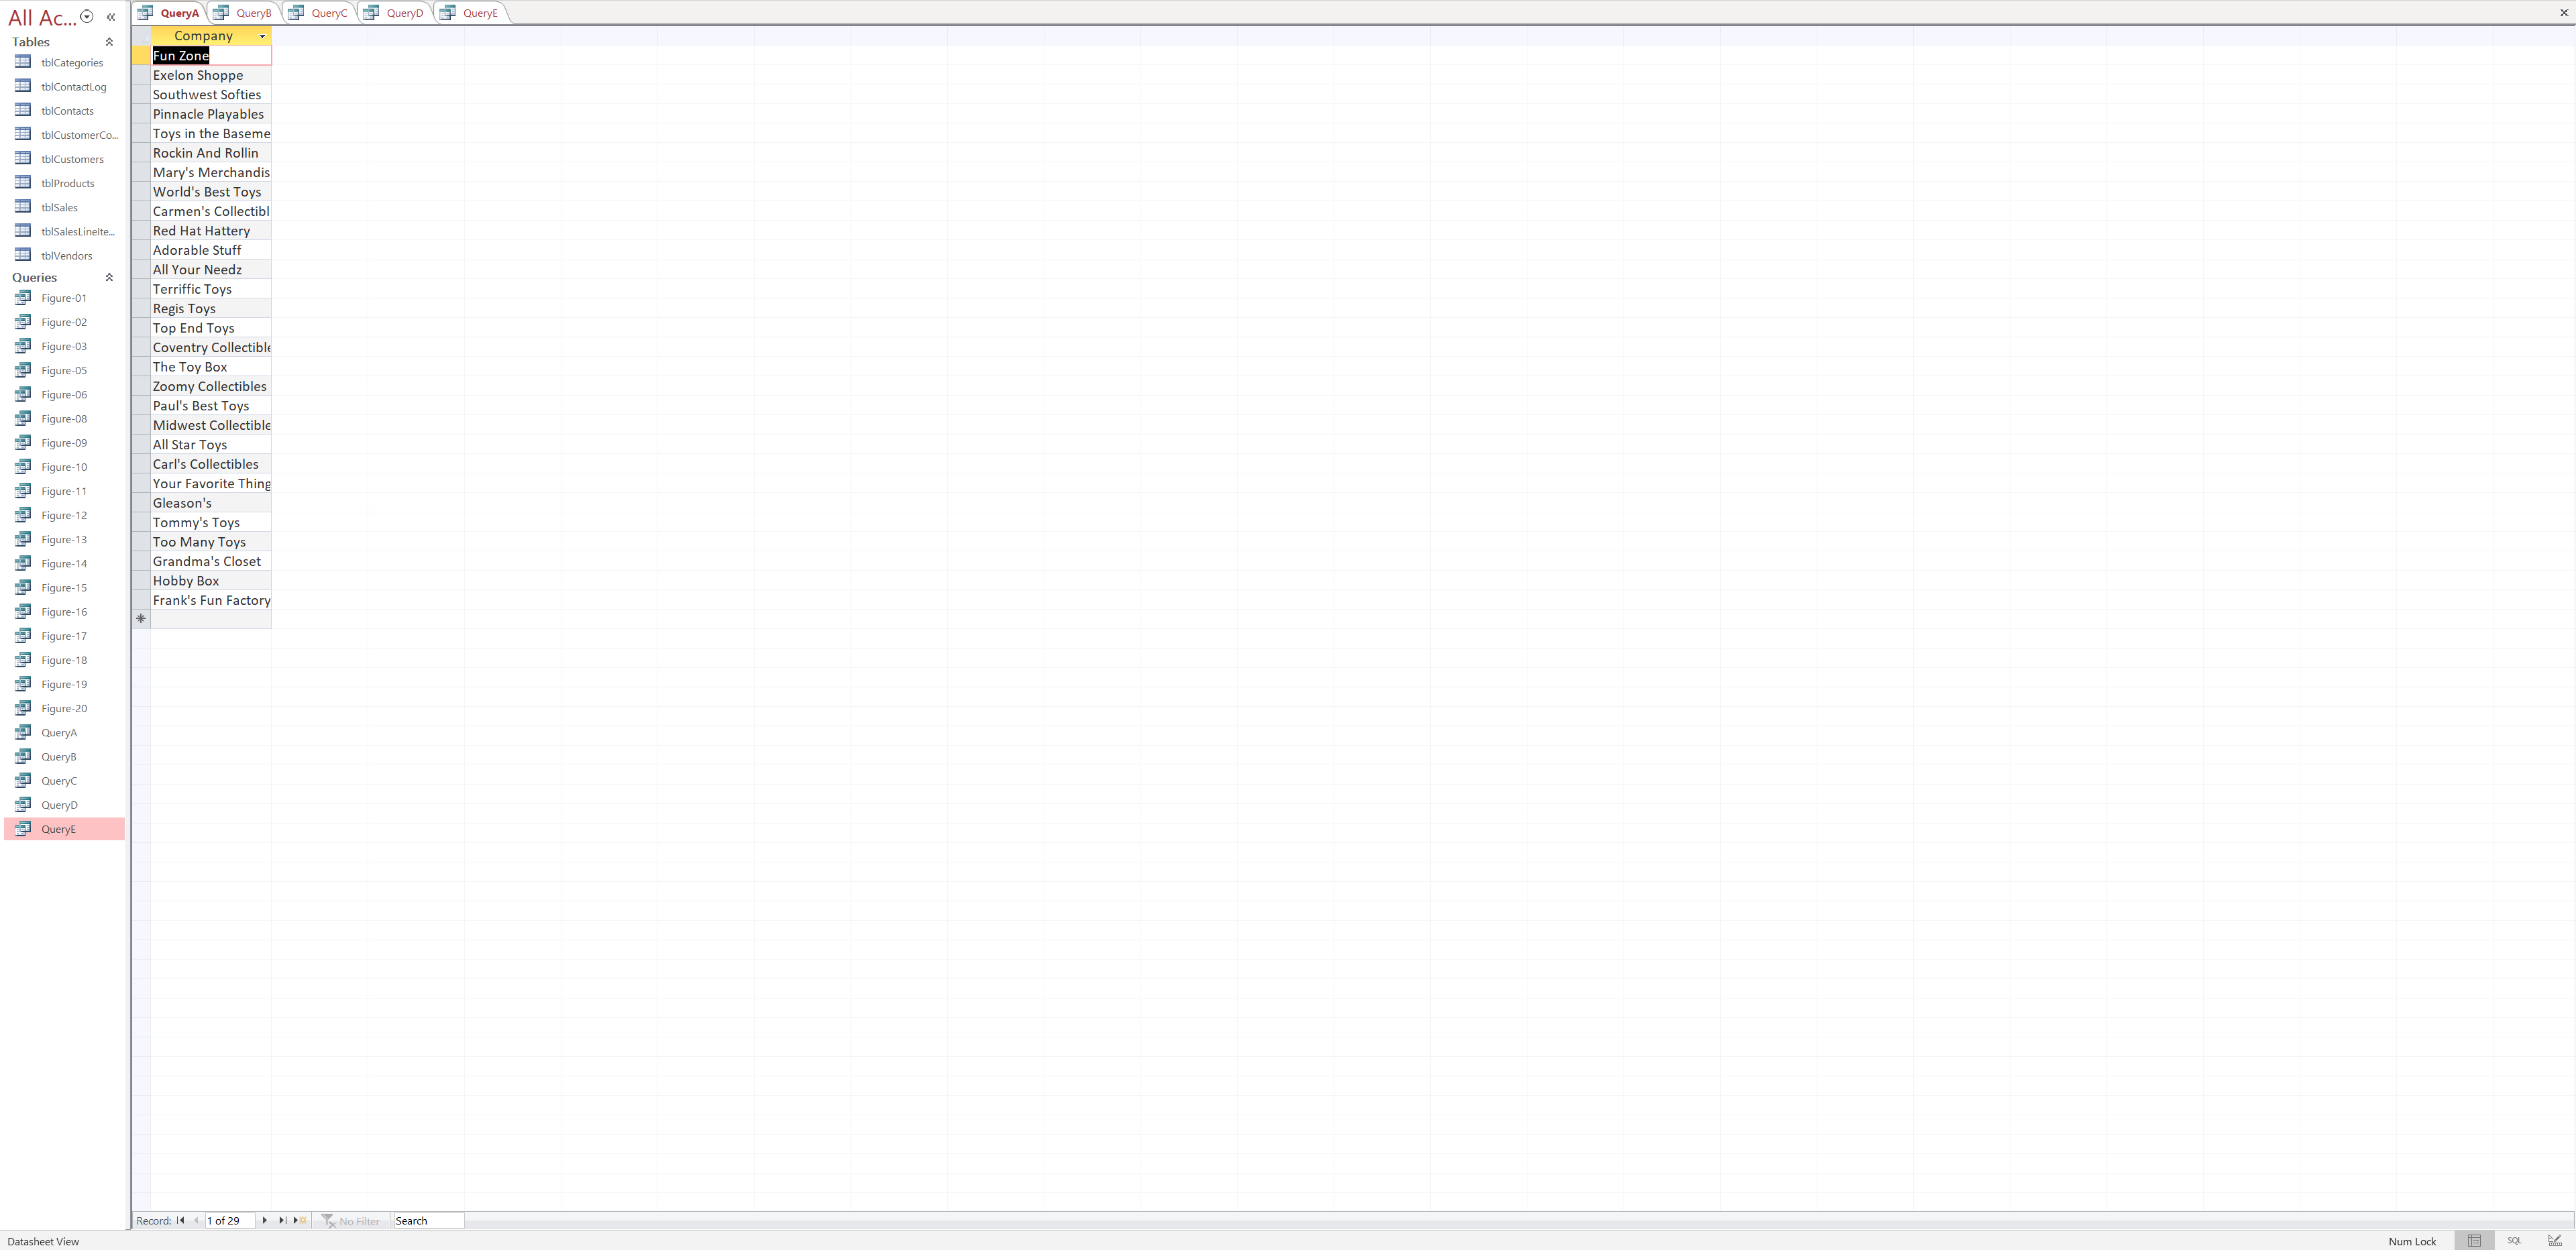 All Ac...
Tables
tblCategories
tblContactLog
tblContacts
tblCustomerCo...
tblCustomers
tblProducts
tblSales
tblSalesLineIte...
tblVendors
Queries
Figure-01
Figure-02
Figure-03
Figure-05
Figure-06
Figure-08
Figure-09
Figure-10
Figure-11
Figure-12
Figure-13
Figure-14
Figure-15
Figure-16
Figure-17
Figure-18
Figure-19
Figure-20
QueryA
QueryB
QueryC
QueryD
QueryE
QueryA QueryB QueryC QueryD QueryE
Company
Fun Zone
Exelon Shoppe
Southwest Softies
Pinnacle Playables
Toys in the Baseme
Rockin And Rollin
Mary's Merchandis
World's Best Toys
Carmen's Collectibl
Red Hat Hattery
Adorable Stuff
All Your Needz
Terriffic Toys
Regis Toys
Top End Toys
Coventry Collectible
The Toy Box
Zoomy Collectibles
Paul's Best Toys
Midwest Collectible
All Star Toys
Carl's Collectibles
Your Favorite Thing
Gleason's
Tommy's Toys
Too Many Toys
Grandma's Closet
Hobby Box
Frank's Fun Factory
Record: 1 of 29 No Filter Search
Datasheet View Num Lock SQL